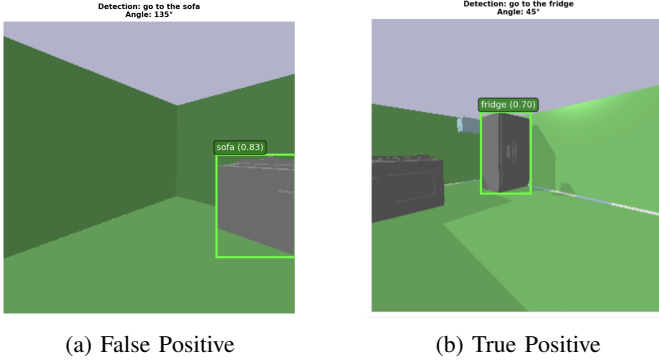 Detection: go to the sofa
Angle: 135°
sofa (0.83)
(a) False Positive
Detection: go to the fridge
Angle: 45°
fridge (0.70)
(b) True Positive